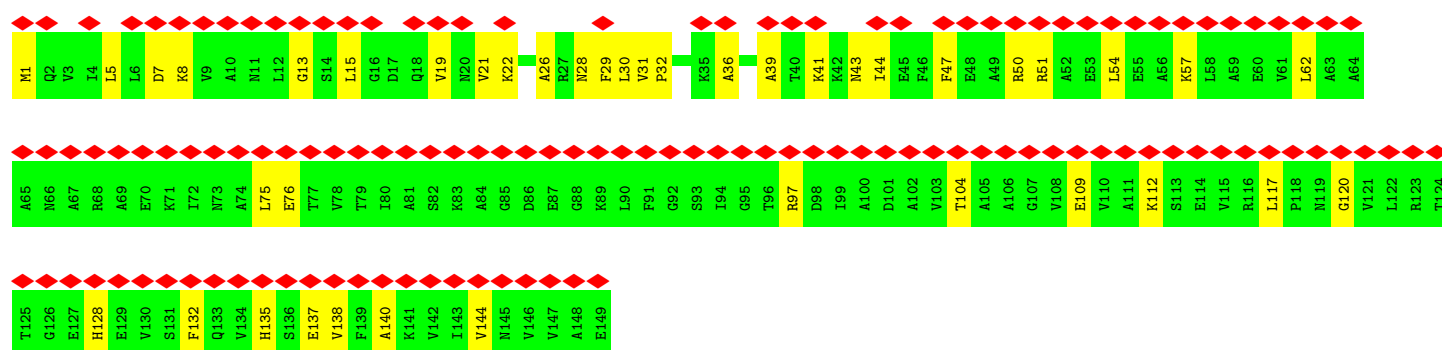 M1 Q2 V3 I4 L5 L6 D7 K8 V9 A10 N11 L12 G13 S14 L15 G16 D17 Q18 V19 N20 V21 K22 A26 R27 N28 F29 L30 V31 P32 K35 A36 A39 T40 K41 K42 N43 I44 E45 F46 F47 E48 A49 R50 R51 A52 E53 L54 E55 A56 K57 L58 A59 E60 V61 L62 A63 A64
A65 N66 A67 R68 A69 E70 K71 I72 N73 A74 L75 E76 T77 V78 T79 I80 A81 S82 K83 A84 G85 D86 E87 G88 K89 L90 F91 G92 S93 I94 G95 T96 R97 D98 I99 A100 D101 A102 V103 T104 A105 A106 G107 V108 E109 V110 A111 K112 S113 E114 V115 R116 L117 P118 N119 G120 V121 L122 R123 T124
T125 G126 E127 H128 E129 V130 S131 F132 Q133 V134 H135 S136 E137 V138 F139 A140 K141 V142 I143 V144 N145 V146 V147 A148 E149